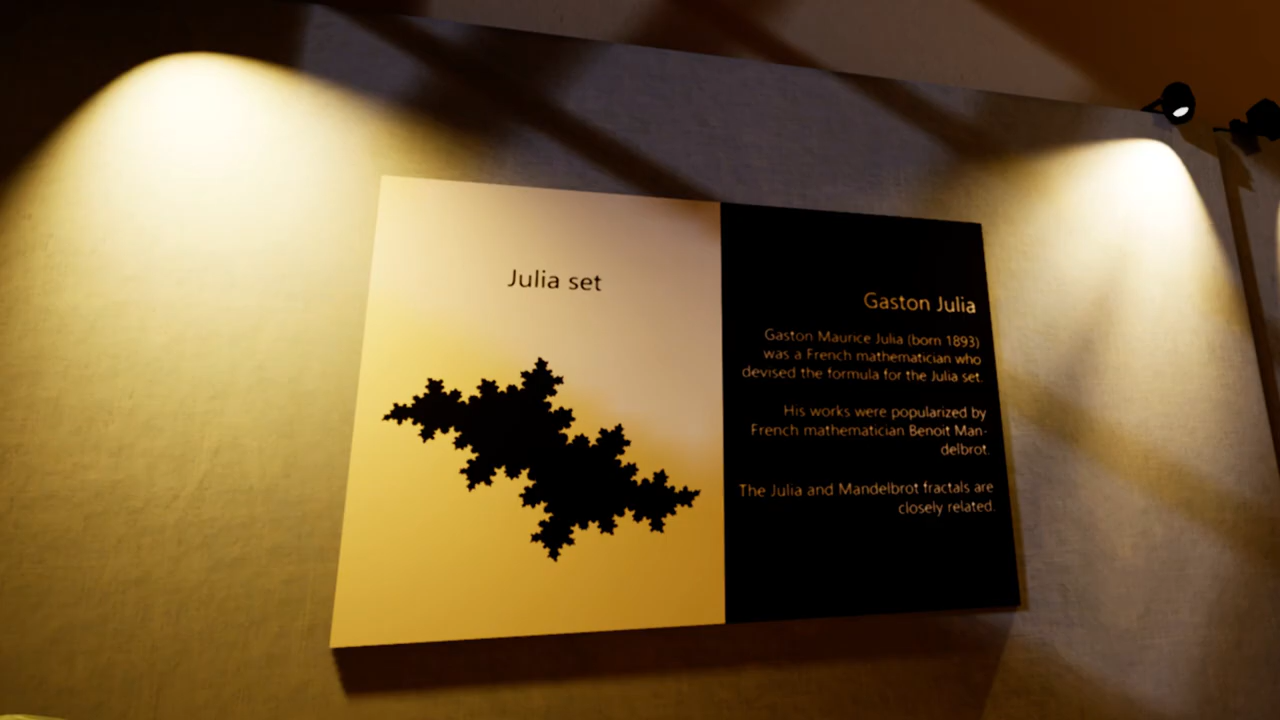 Julia set
Gaston Julia
Gaston Maurice Julia (born 1893)
was a French mathematician who
devised the formula for the Julia set.
His works were popularized by
French mathematician Benoit Man-
delbrot.
The Julia and Mandelbrot fractals are
closely related.